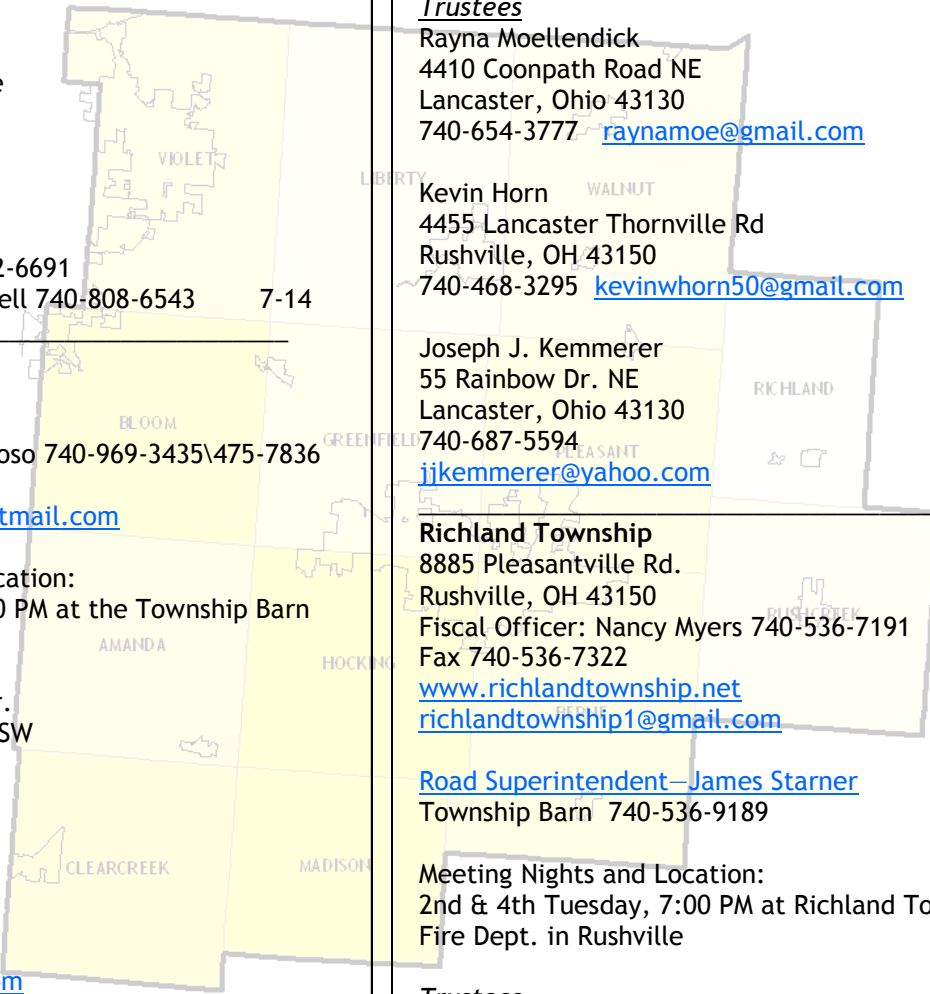 e
2-6691
ell 740-808-6543 7-14
oso 740-969-3435\475-7836
tmail.com
cation:
0 PM at the Township Barn
r.
SW
om
Trustees
Rayna Moellendick
4410 Coonpath Road NE
Lancaster, Ohio 43130
740-654-3777 raynamoe@gmail.com
Kevin Horn
4455 Lancaster Thornville Rd
Rushville, OH 43150
740-468-3295 kevinwhorn50@gmail.com
Joseph J. Kemmerer
55 Rainbow Dr. NE
Lancaster, Ohio 43130
740-687-5594
jjkemmerer@yahoo.com
Richland Township
8885 Pleasantville Rd.
Rushville, OH 43150
Fiscal Officer: Nancy Myers 740-536-7191
Fax 740-536-7322
www.richlandtownship.net
richlandtownship1@gmail.com
Road Superintendent—James Starner
Township Barn 740-536-9189
Meeting Nights and Location:
2nd & 4th Tuesday, 7:00 PM at Richland To
Fire Dept. in Rushville
Trustees
VIOLET
LIBERTY
WALNUT
BLOOM
GREENFIELD
PLEASANT
RICHLAND
AMANDA
HOCKING
RUSHCREEK
BERNE
CLEARCREEK
MADISON